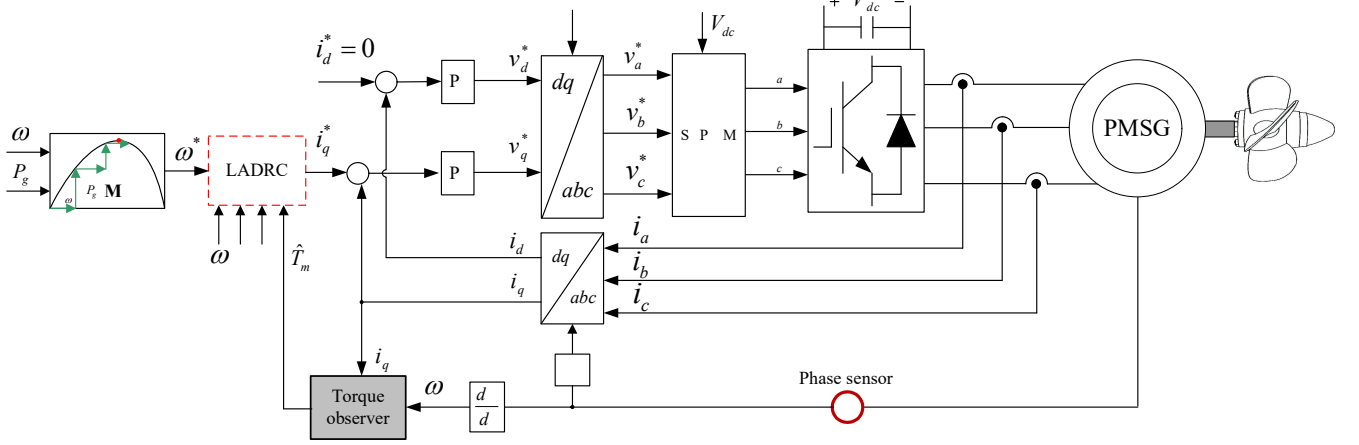 + V_dc −
i_d^* = 0
v_d^*
v_a^*
V_dc
P
dq
abc
v_b^*
S P M
a
b
c
PMSG
ω
P_g
P_g M
ω
ω^*
LADRC
i_q^*
P
v_q^*
v_c^*
ω
T̂_m
i_d
i_q
dq
abc
i_a
i_b
i_c
i_q
Torque
observer
ω
d
d
Phase sensor